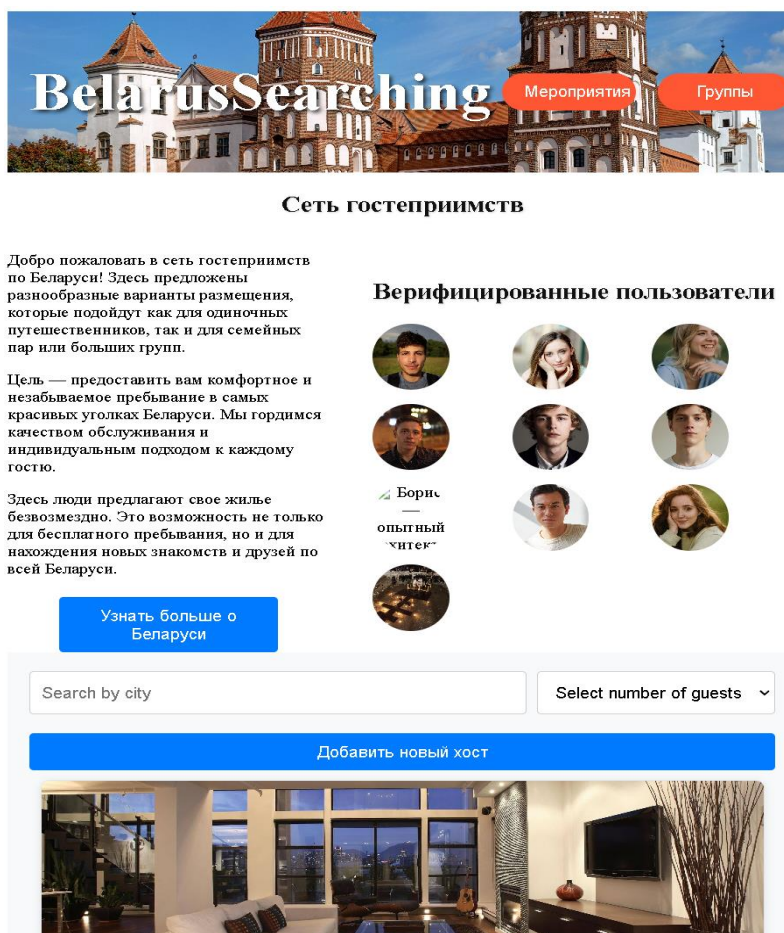 BelarusSearching
Мероприятия
Группы
Сеть гостеприимств
Добро пожаловать в сеть гостеприимств
по Беларуси! Здесь предложены
разнообразные варианты размещения,
которые подойдут как для одиночных
путешественников, так и для семейных
пар или больших групп.
Цель — предоставить вам комфортное и
незабываемое пребывание в самых
красивых уголках Беларуси. Мы гордимся
качеством обслуживания и
индивидуальным подходом к каждому
гостю.
Здесь люди предлагают свое жилье
безвозмездно. Это возможность не только
для бесплатного пребывания, но и для
нахождения новых знакомств и друзей по
всей Беларуси.
Узнать больше о
Беларуси
Верифицированные пользователи
—
опытный
Search by city
Select number of guests
Добавить новый хост